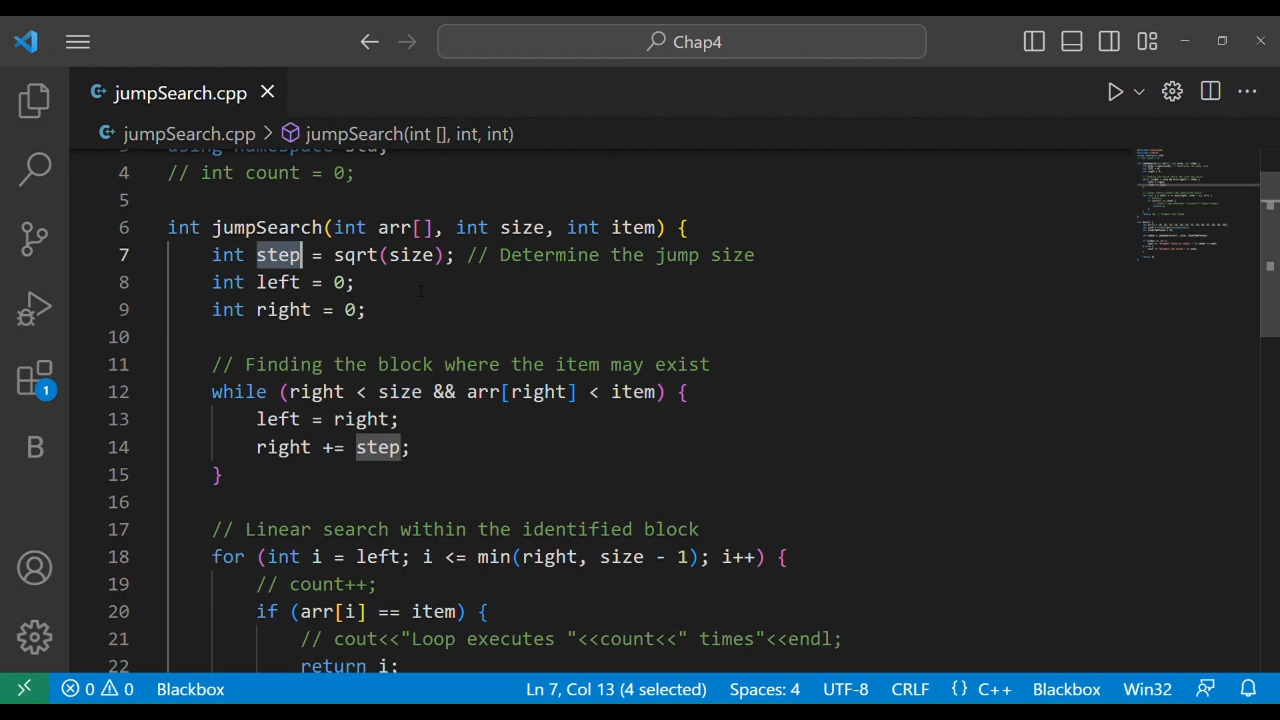 Chap4
jumpSearch.cpp
jumpSearch.cpp > jumpSearch(int [], int, int)
4 // int count = 0;
5
6 int jumpSearch(int arr[], int size, int item) {
7 int step = sqrt(size); // Determine the jump size
8 int left = 0;
9 int right = 0;
10
11 // Finding the block where the item may exist
12 while (right < size && arr[right] < item) {
13 left = right;
14 right += step;
15 }
16
17 // Linear search within the identified block
18 for (int i = left; i <= min(right, size - 1); i++) {
19 // count++;
20 if (arr[i] == item) {
21 // cout<<"Loop executes "<<count<<" times"<<endl;
22 return i;
1
B
0 0 Blackbox Ln 7, Col 13 (4 selected) Spaces: 4 UTF-8 CRLF {} C++ Blackbox Win32